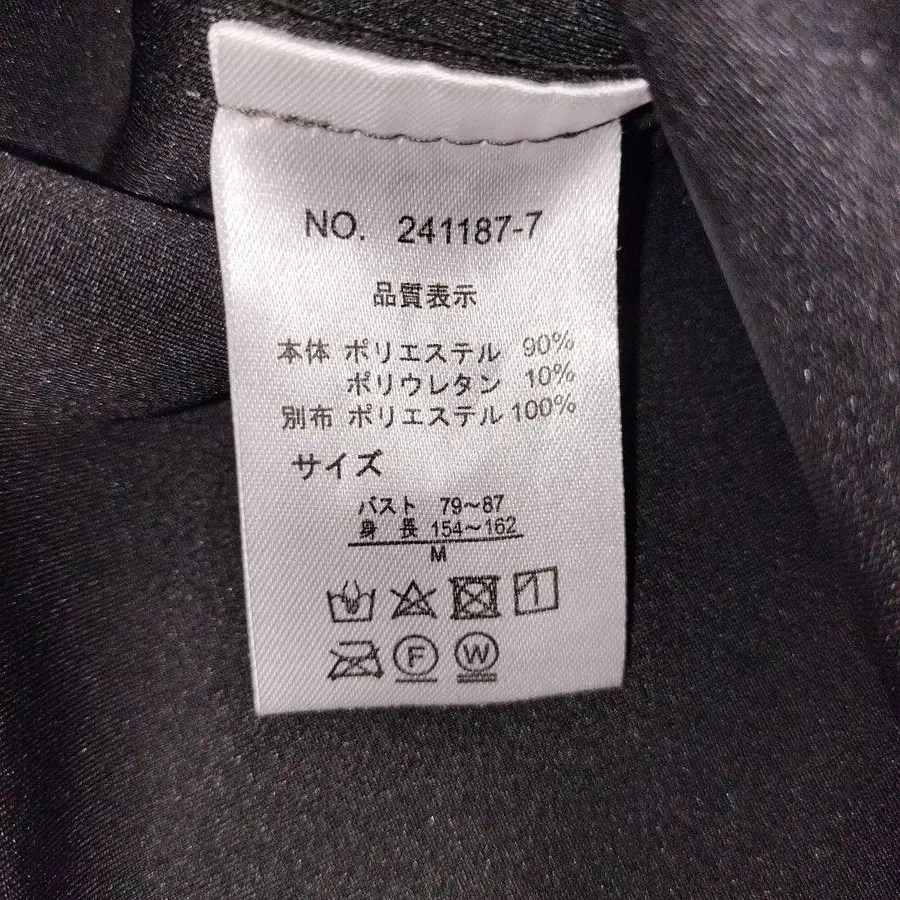 NO. 241187-7
品質表示
本体 ポリエステル 90%
ポリウレタン 10%
別布 ポリエステル 100%
サイズ
バスト 79〜87
身 長 154〜162
M
F
W